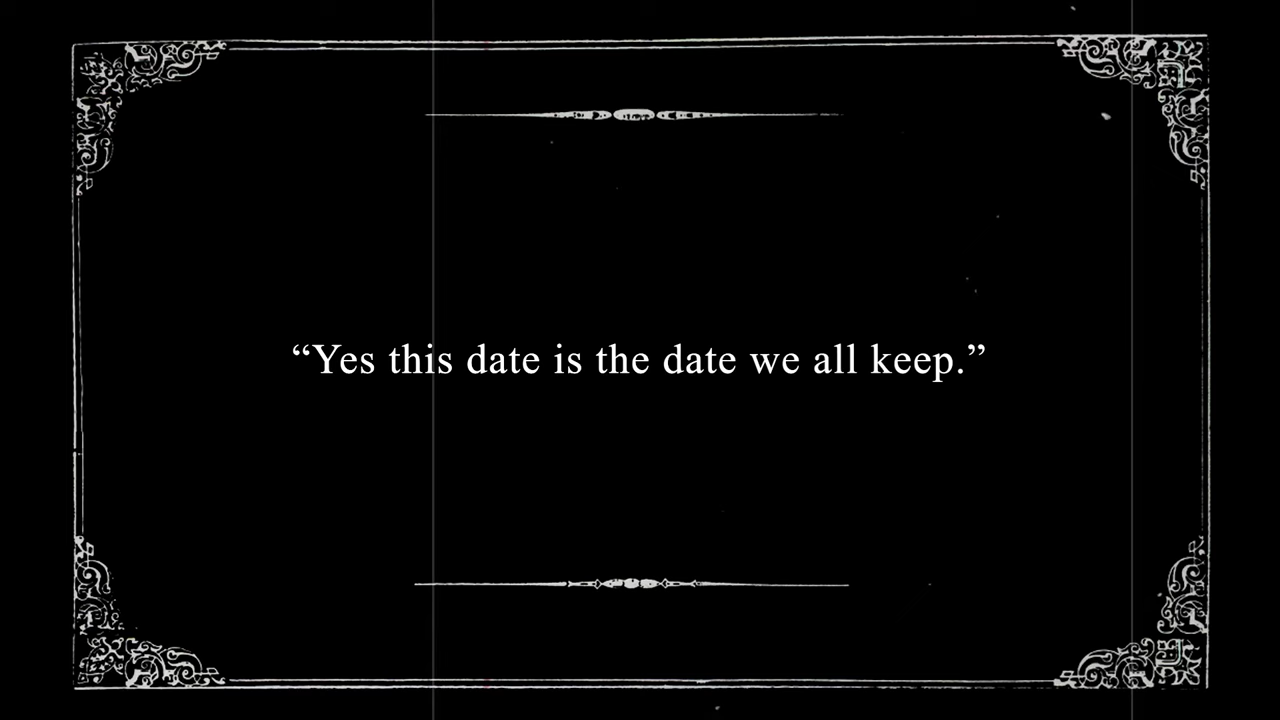 “Yes this date is the date we all keep.”